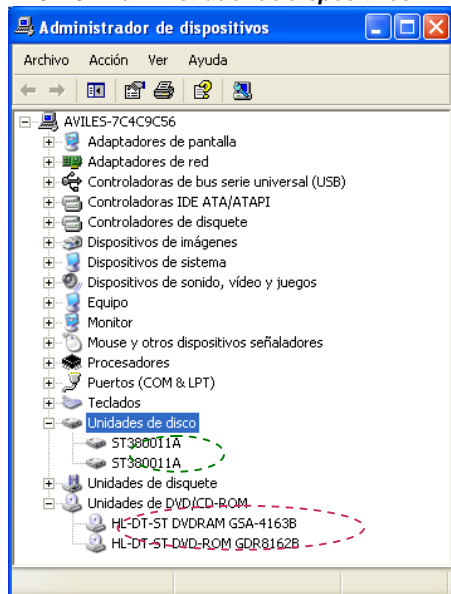 Administrador de dispositivos
Archivo Acción Ver Ayuda
AVILES-7C4C9C56
Adaptadores de pantalla
Adaptadores de red
Controladoras de bus serie universal (USB)
Controladoras IDE ATA/ATAPI
Controladores de disquete
Dispositivos de imágenes
Dispositivos de sistema
Dispositivos de sonido, vídeo y juegos
Equipo
Monitor
Mouse y otros dispositivos señaladores
Procesadores
Puertos (COM & LPT)
Teclados
Unidades de disco
ST380011A
ST380011A
Unidades de disquete
Unidades de DVD/CD-ROM
HL-DT-ST DVDRAM GSA-4163B
HL-DT-ST DVD-ROM GDR8162B